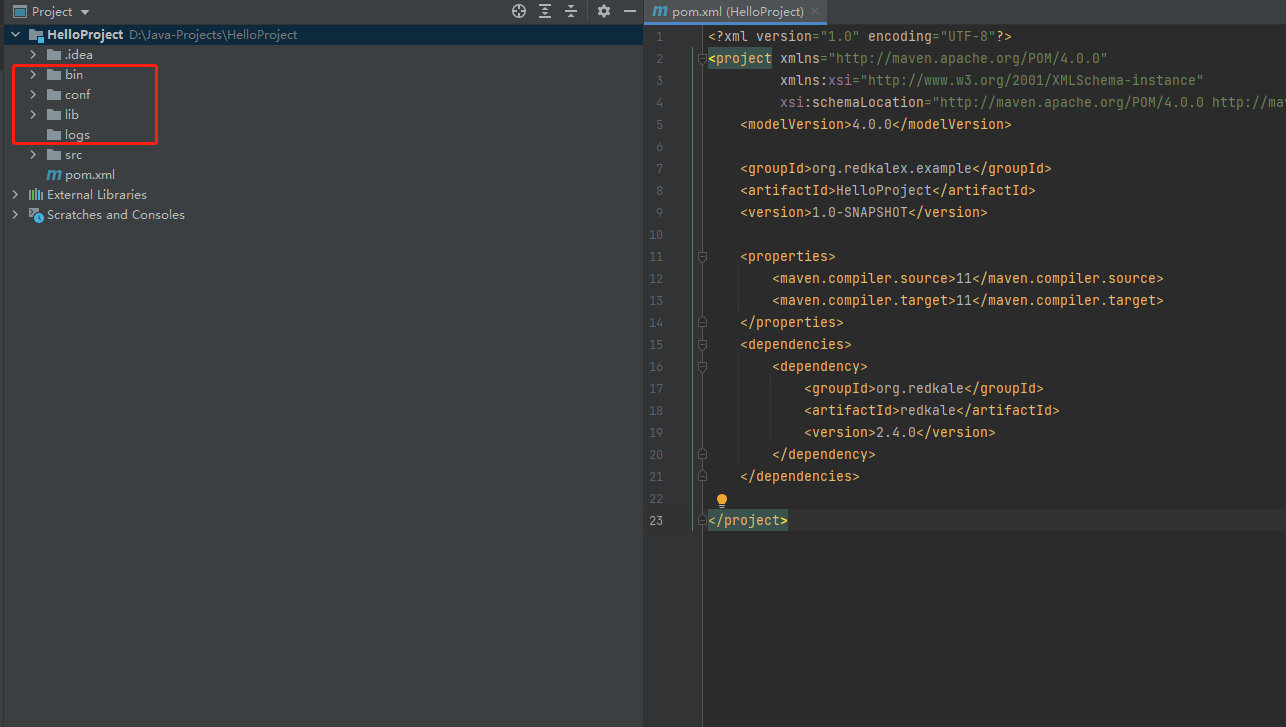 Project
HelloProject D:\Java-Projects\HelloProject
.idea
bin
conf
lib
logs
src
pom.xml
External Libraries
Scratches and Consoles
pom.xml (HelloProject)
1 <?xml version="1.0" encoding="UTF-8"?>
2 <project xmlns="http://maven.apache.org/POM/4.0.0"
3 xmlns:xsi="http://www.w3.org/2001/XMLSchema-instance"
4 xsi:schemaLocation="http://maven.apache.org/POM/4.0.0 http://ma
5 <modelVersion>4.0.0</modelVersion>
6
7 <groupId>org.redkalex.example</groupId>
8 <artifactId>HelloProject</artifactId>
9 <version>1.0-SNAPSHOT</version>
10
11 <properties>
12 <maven.compiler.source>11</maven.compiler.source>
13 <maven.compiler.target>11</maven.compiler.target>
14 </properties>
15 <dependencies>
16 <dependency>
17 <groupId>org.redkale</groupId>
18 <artifactId>redkale</artifactId>
19 <version>2.4.0</version>
20 </dependency>
21 </dependencies>
22
23 </project>